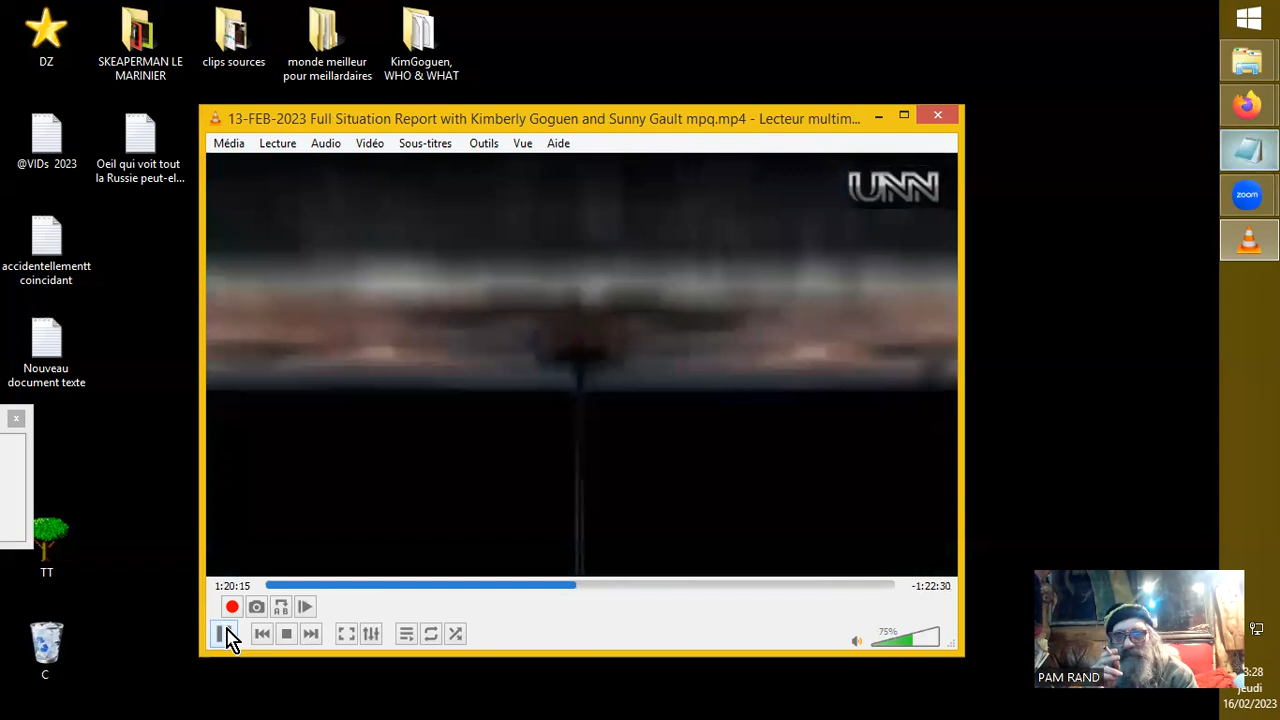 DZ
SKEAPERMAN LE
MARINIER
clips sources
monde meilleur
pour meillardaires
KimGoguen,
WHO & WHAT
@VIDs 2023
Oeil qui voit tout
la Russie peut-el...
accidentellementt
coincidant
Nouveau
document texte
TT
C
13-FEB-2023 Full Situation Report with Kimberly Goguen and Sunny Gault mpq.mp4 - Lecteur multim...
Média Lecture Audio Vidéo Sous-titres Outils Vue Aide
UNN
1:20:15
-1:22:30
75%
zoom
PAM RAND
3:28
jeudi
16/02/2023